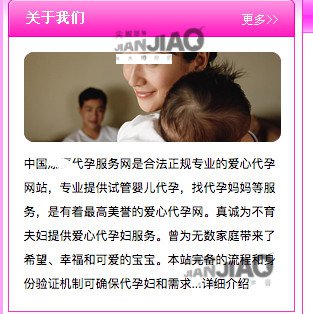 关于我们 更多>>
尖椒部落
JIANJIAO
中国代孕服务网是合法正规专业的爱心代孕
网站，专业提供试管婴儿代孕，找代孕妈妈等服
务，是有着最高美誉的爱心代孕网。真诚为不育
夫妇提供爱心代孕妇服务。曾为无数家庭带来了
希望、幸福和可爱的宝宝。本站完备的流程和身
份验证机制可确保代孕妇和需求...详细介绍
JIANJIAO